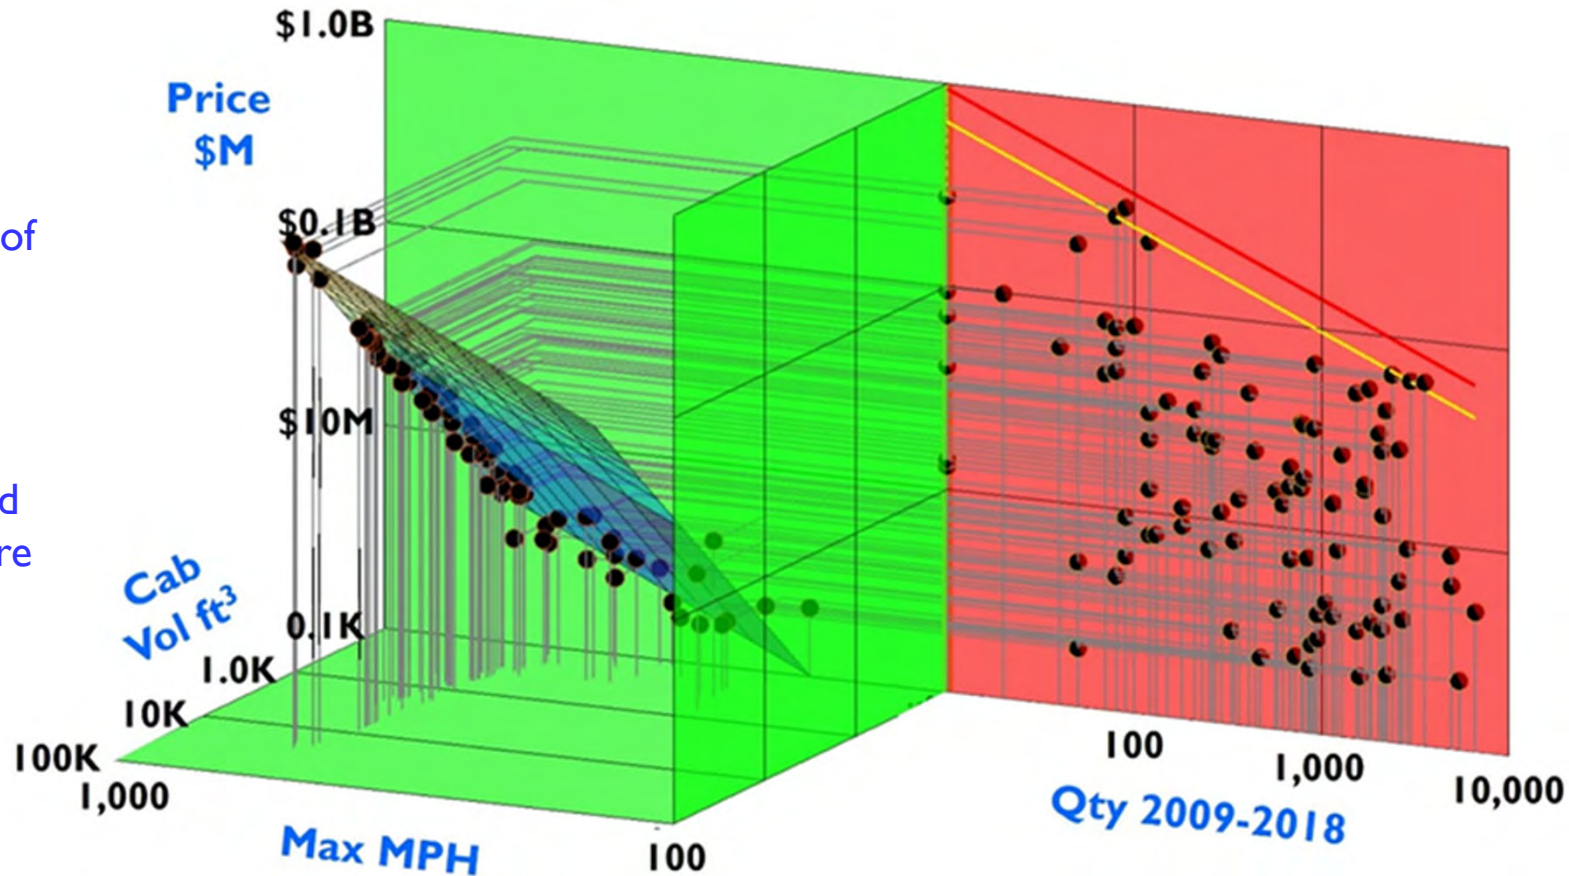 $1.0B
Price
$M
of
$0.1B
$10M
d
re
Cab
Vol ft³
0.1K
1.0K
10K
100K
1,000
Max MPH
100
100
1,000
10,000
Qty 2009-2018